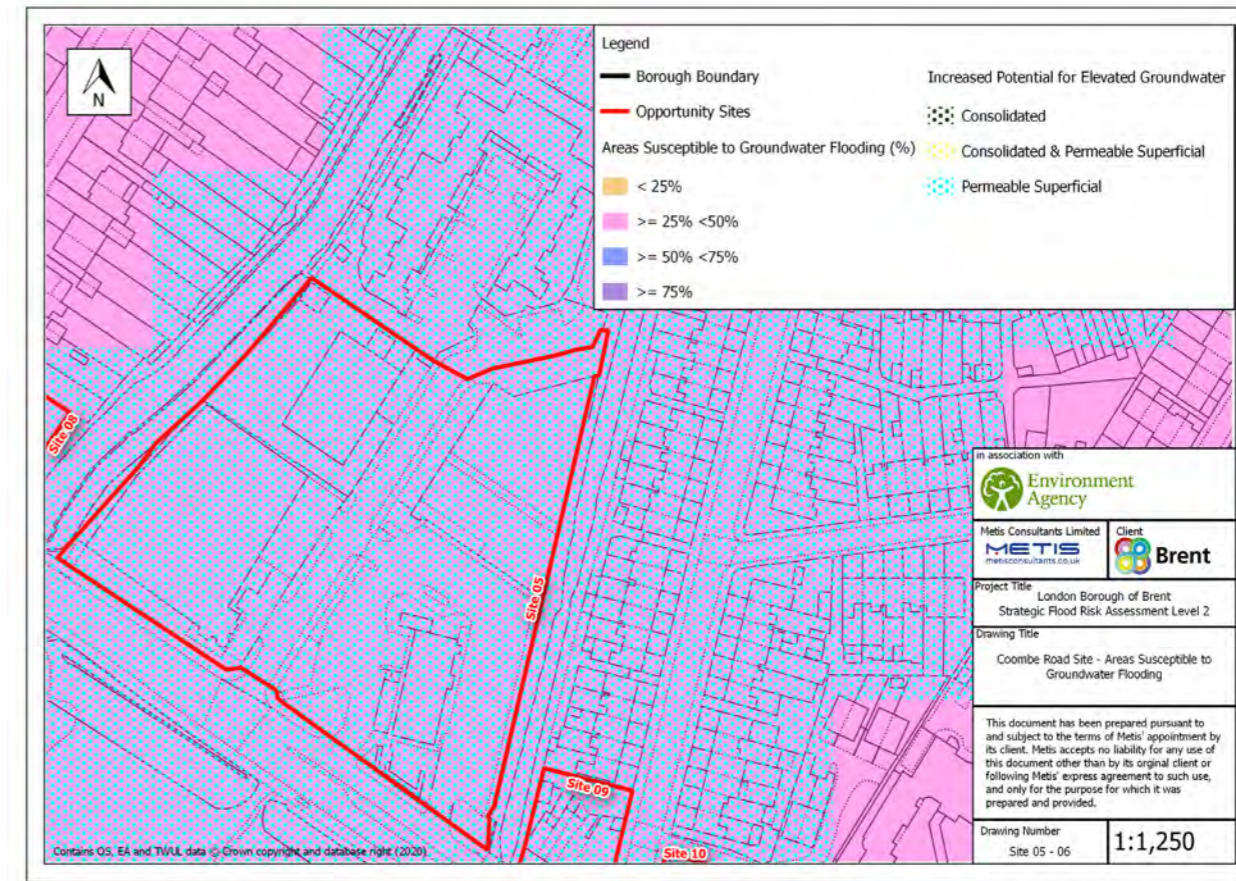 N
Legend
Borough Boundary
Opportunity Sites
Areas Susceptible to Groundwater Flooding (%)
< 25%
>= 25% <50%
>= 50% <75%
>= 75%
Increased Potential for Elevated Groundwater
Consolidated
Consolidated & Permeable Superficial
Permeable Superficial
Site 08
Site 05
Site 09
Site 10
in association with
Environment
Agency
Metis Consultants Limited
METIS
metisconsultants.co.uk
Client
Brent
Project Title
London Borough of Brent
Strategic Flood Risk Assessment Level 2
Drawing Title
Coombe Road Site - Areas Susceptible to
Groundwater Flooding
This document has been prepared pursuant to
and subject to the terms of Metis' appointment by
its client. Metis accepts no liability for any use of
this document other than by its orginal client or
following Metis' express agreement to such use,
and only for the purpose for which it was
prepared and provided.
Drawing Number
Site 05 - 06
1:1,250
Contains OS, EA and TWUL data © Crown copyright and database right (2020)